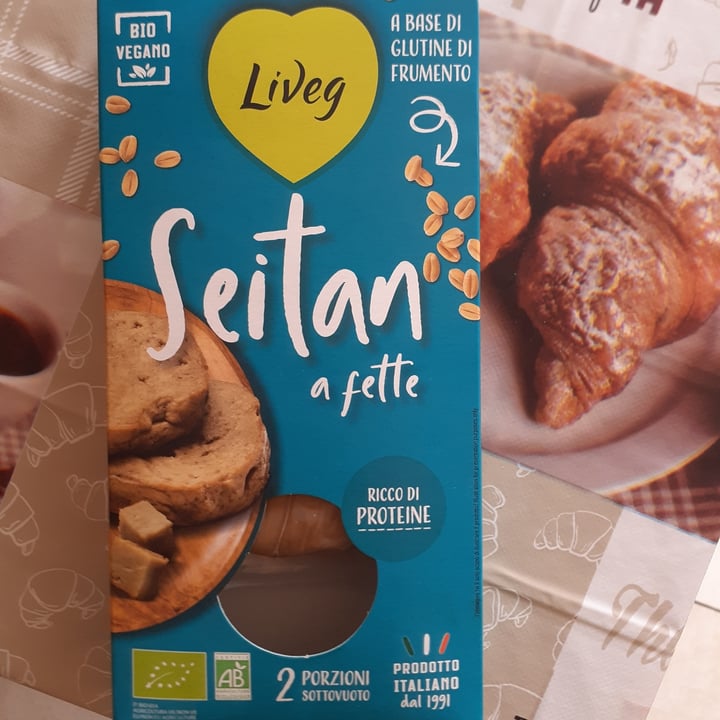 BIO
VEGANO
Liveg
A BASE DI
GLUTINE DI
FRUMENTO
Seitan
a fette
RICCO DI
PROTEINE
AB
2 PORZIONI
SOTTOVUOTO
PRODOTTO
ITALIANO
dal 1991